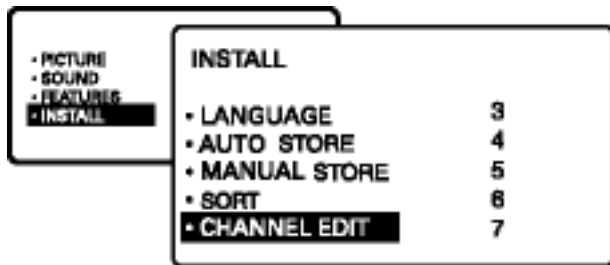 • PICTURE
• SOUND
• FEATURES
• INSTALL
INSTALL
• LANGUAGE 3
• AUTO STORE 4
• MANUAL STORE 5
• SORT 6
• CHANNEL EDIT 7